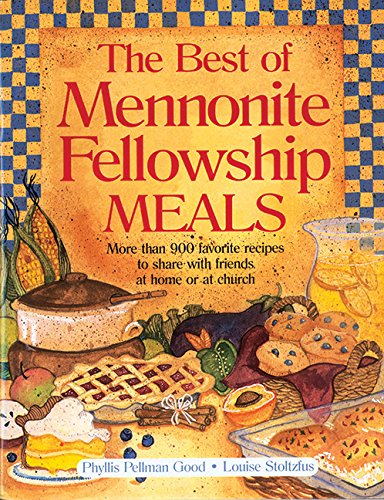 The Best of
Mennonite
Fellowship
MEALS
More than 900 favorite recipes
to share with friends
at home or at church
Phyllis Pellman Good • Louise Stoltzfus